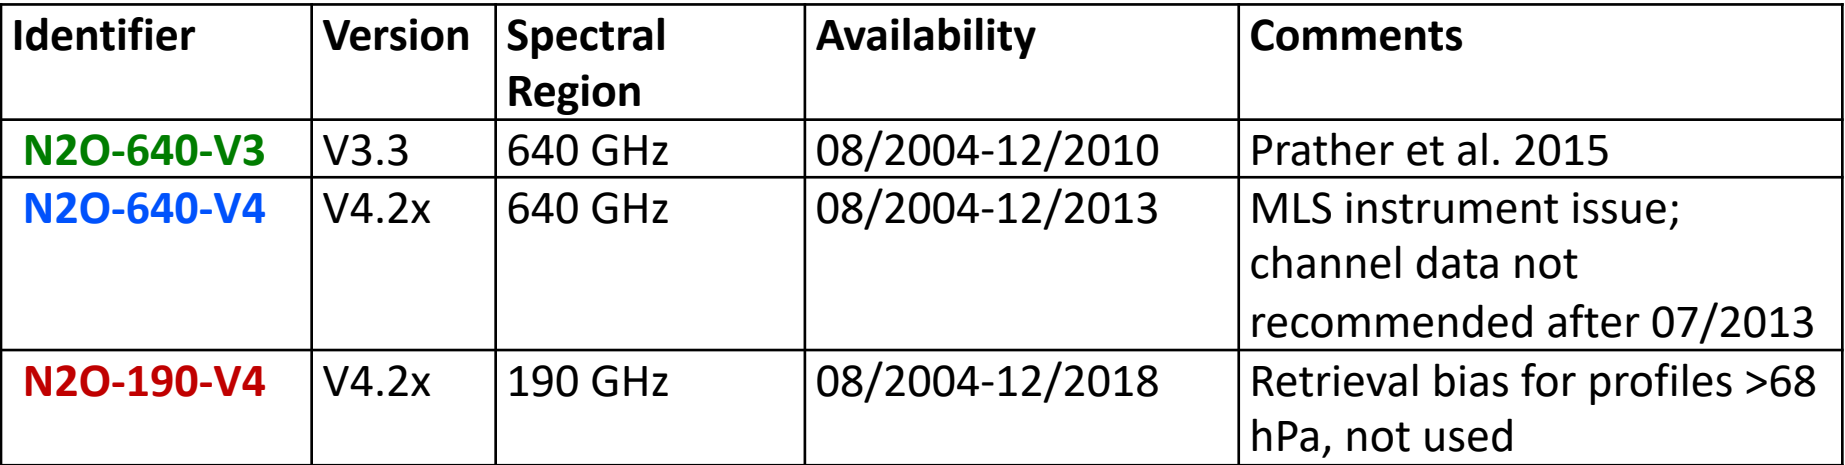 Identifier Version Spectral Region Availability Comments
N2O-640-V3 V3.3 640 GHz 08/2004-12/2010 Prather et al. 2015
N2O-640-V4 V4.2x 640 GHz 08/2004-12/2013 MLS instrument issue;
channel data not
recommended after 07/2013
N2O-190-V4 V4.2x 190 GHz 08/2004-12/2018 Retrieval bias for profiles >68
hPa, not used